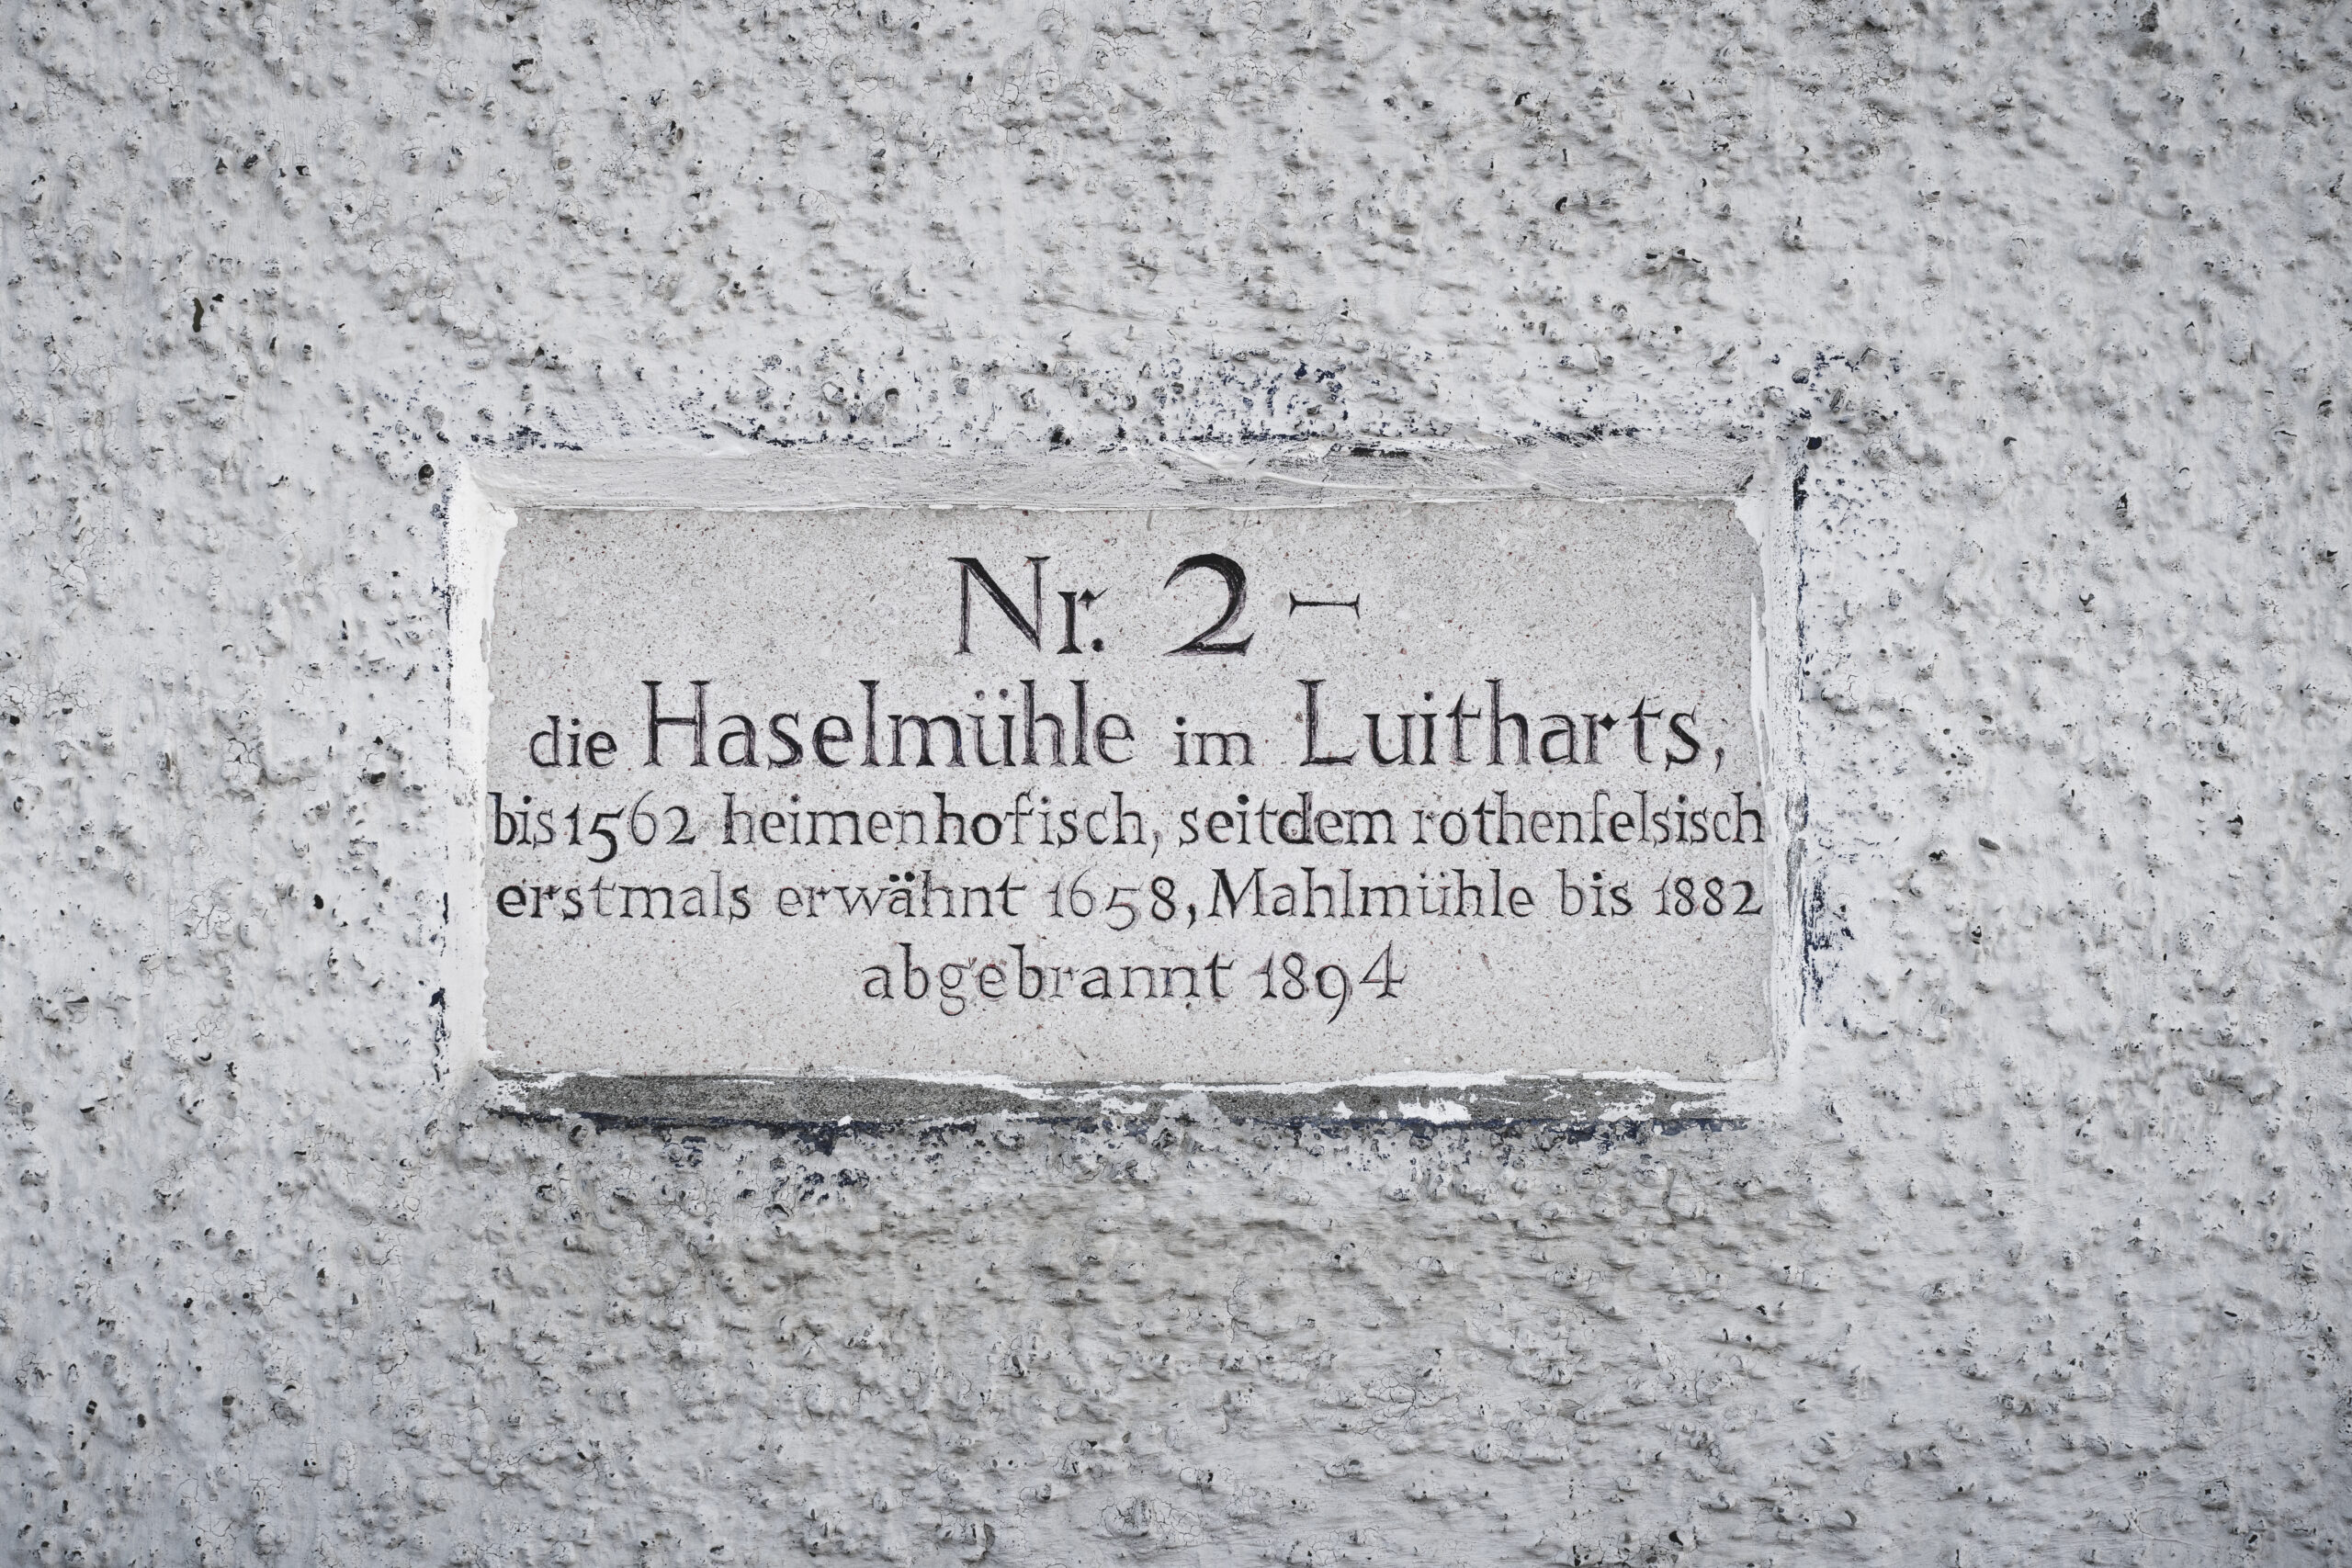 Nr. 2 –
die Haselmühle im Luitharts,
bis 1562 heimenhofisch, seitdem rothenfelsisch
erstmals erwähnt 1658, Mahlmühle bis 1882
abgebrannt 1894